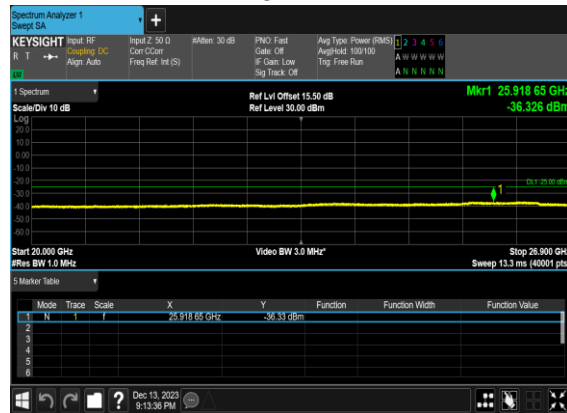 Spectrum Analyzer 1
Swept SA
+
KEYSIGHT Input: RF Input Z: 50 Ω #Atten: 30 dB PNO: Fast Avg Type: Power (RMS) 1 2 3 4 5 6
R T Coupling: DC Corr CCorr Gate: Off Avg|Hold: 100/100 A W W W W W
Align: Auto Freq Ref: Int (S) IF Gain: Low Trig: Free Run A N N N N N
Sig Track: Off
1 Spectrum Ref Lvl Offset 15.50 dB Mkr1 25.918 65 GHz
Scale/Div 10 dB Ref Level 30.00 dBm -36.326 dBm
Log
20.0
10.0
0.00
-10.0
-20.0
DL1 -25.00 dBm
-30.0
1
-40.0
-50.0
-60.0
Start 20.000 GHz Video BW 3.0 MHz* Stop 26.900 GHz
#Res BW 1.0 MHz Sweep 13.3 ms (40001 pts)
5 Marker Table
Mode Trace Scale X Y Function Function Width Function Value
1 N 1 f 25.918 65 GHz -36.33 dBm
2
3
4
5
6
? Dec 13, 2023
9:13:36 PM